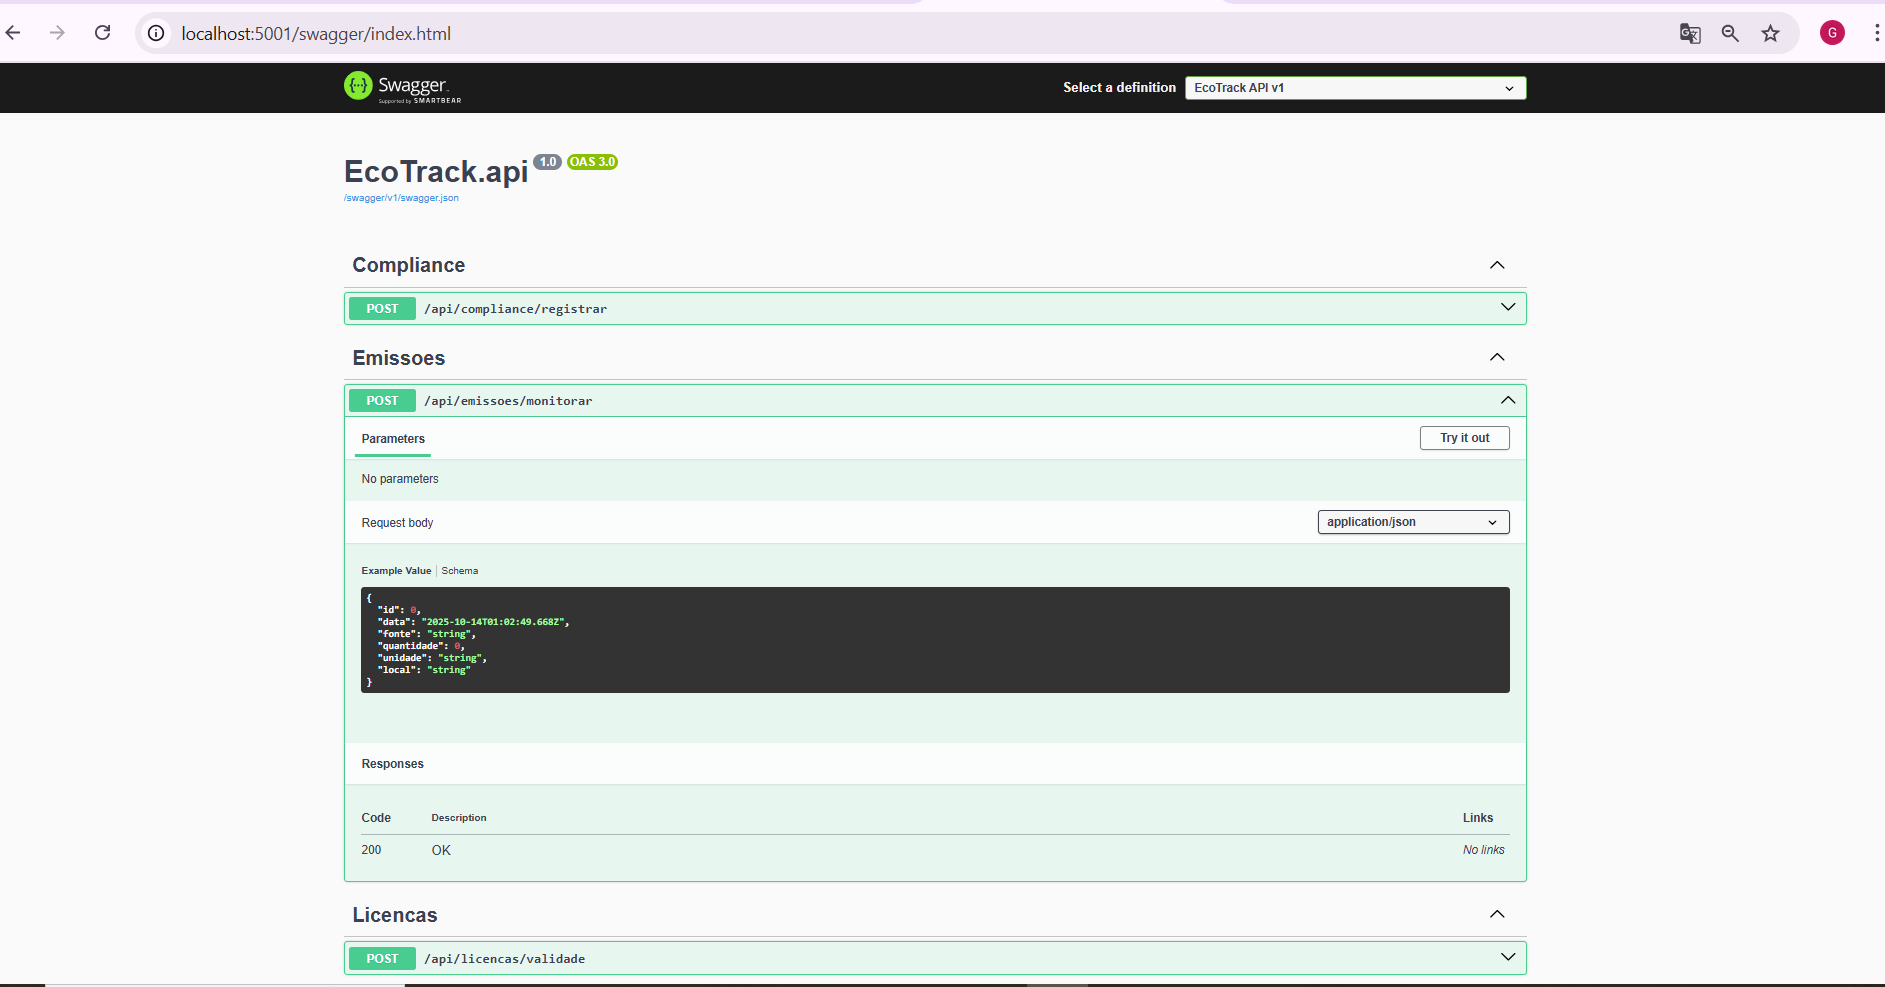 localhost:5001/swagger/index.html
G
Swagger.
Supported by SMARTBEAR
Select a definition
EcoTrack API v1
EcoTrack.api 1.0 OAS 3.0
/swagger/v1/swagger.json
Compliance
POST /api/compliance/registrar
Emissoes
POST /api/emissoes/monitorar
Parameters
Try it out
No parameters
Request body
application/json
Example Value | Schema
{
"id": 0,
"data": "2025-10-14T01:02:49.668Z",
"fonte": "string",
"quantidade": 0,
"unidade": "string",
"local": "string"
}
Responses
Code Description Links
200 OK No links
Licencas
POST /api/licencas/validade